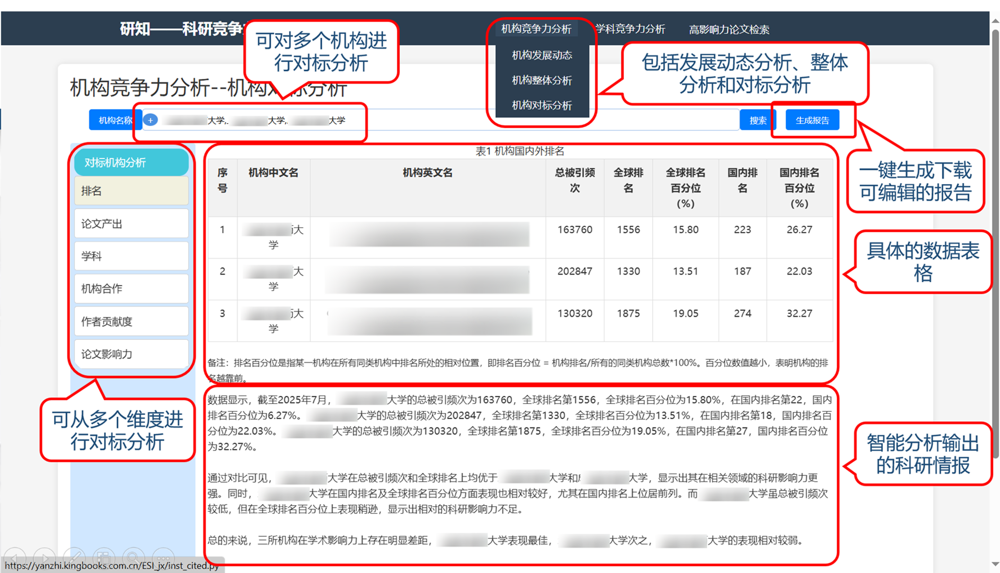 研知——科研竞争
机构竞争力分析
学科竞争力分析
高影响力论文检索
机构发展动态
机构整体分析
机构对标分析
可对多个机构进
行对标分析
包括发展动态分析、整体
分析和对标分析
机构竞争力分析--机构对标分析
机构名称
+
大学,
大学,
大学
搜索
生成报告
一键生成下载
可编辑的报告
对标机构分析
排名
论文产出
学科
机构合作
作者贡献度
论文影响力
可从多个维度进
行对标分析
表1 机构国内外排名
序号 机构中文名 机构英文名 总被引频次 全球排名 全球排名百分位(%) 国内排名 国内排名百分位(%)
1 大学 163760 1556 15.80 223 26.27
2 大学 202847 1330 13.51 187 22.03
3 大学 130320 1875 19.05 274 32.27
具体的数据表
格
备注：排名百分位是指某一机构在所有同类机构中排名所处的相对位置，即排名百分位 = 机构排名/所有的同类机构总数*100%。百分位数值越小，表明机构的排
名越靠前。
数据显示，截至2025年7月，大学的总被引频次为163760，全球排名第1556，全球排名百分位为15.80%，在国内排名第22，国内
排名百分位为6.27%。大学的总被引频次为202847，全球排名第1330，全球排名百分位为13.51%，在国内排名第18，国内排名百
分位为22.03%。大学的总被引频次为130320，全球排名第1875，全球排名百分位为19.05%，在国内排名第27，国内排名百分位
为32.27%。
通过对比可见，大学在总被引频次和全球排名上均优于大学和大学，显示出其在相关领域的科研影响力更
强。同时，大学在国内排名及全球排名百分位方面表现也相对较好，尤其在国内排名上位居前列。而大学虽总被引频次
较低，但在全球排名百分位上表现稍逊，显示出相对的科研影响力不足。
总的来说，三所机构在学术影响力上存在明显差距，大学表现最佳，大学次之，大学的表现相对较弱。
智能分析输出
的科研情报
https://yanzhi.kingbooks.com.cn/ESI_jx/inst_cited.py